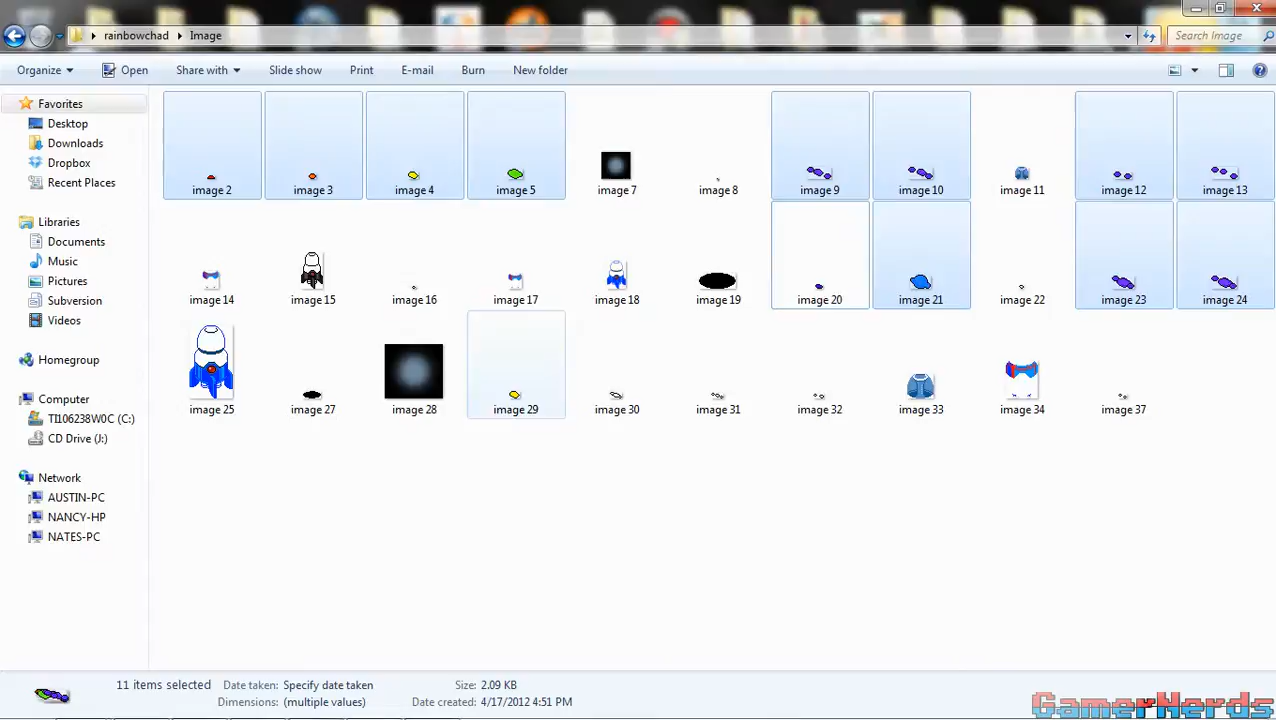 rainbowchad Image
Search Image
Organize Open Share with Slide show Print E-mail Burn New folder
Favorites
Desktop
Downloads
Dropbox
Recent Places
Libraries
Documents
Music
Pictures
Subversion
Videos
Homegroup
Computer
TI106238W0C (C:)
CD Drive (J:)
Network
AUSTIN-PC
NANCY-HP
NATES-PC
image 2 image 3 image 4 image 5 image 7 image 8 image 9 image 10 image 11 image 12 image 13
image 14 image 15 image 16 image 17 image 18 image 19 image 20 image 21 image 22 image 23 image 24
image 25 image 27 image 28 image 29 image 30 image 31 image 32 image 33 image 34 image 37
11 items selected Date taken: Specify date taken Size: 2.09 KB
Dimensions: (multiple values) Date created: 4/17/2012 4:51 PM
GamerNerds